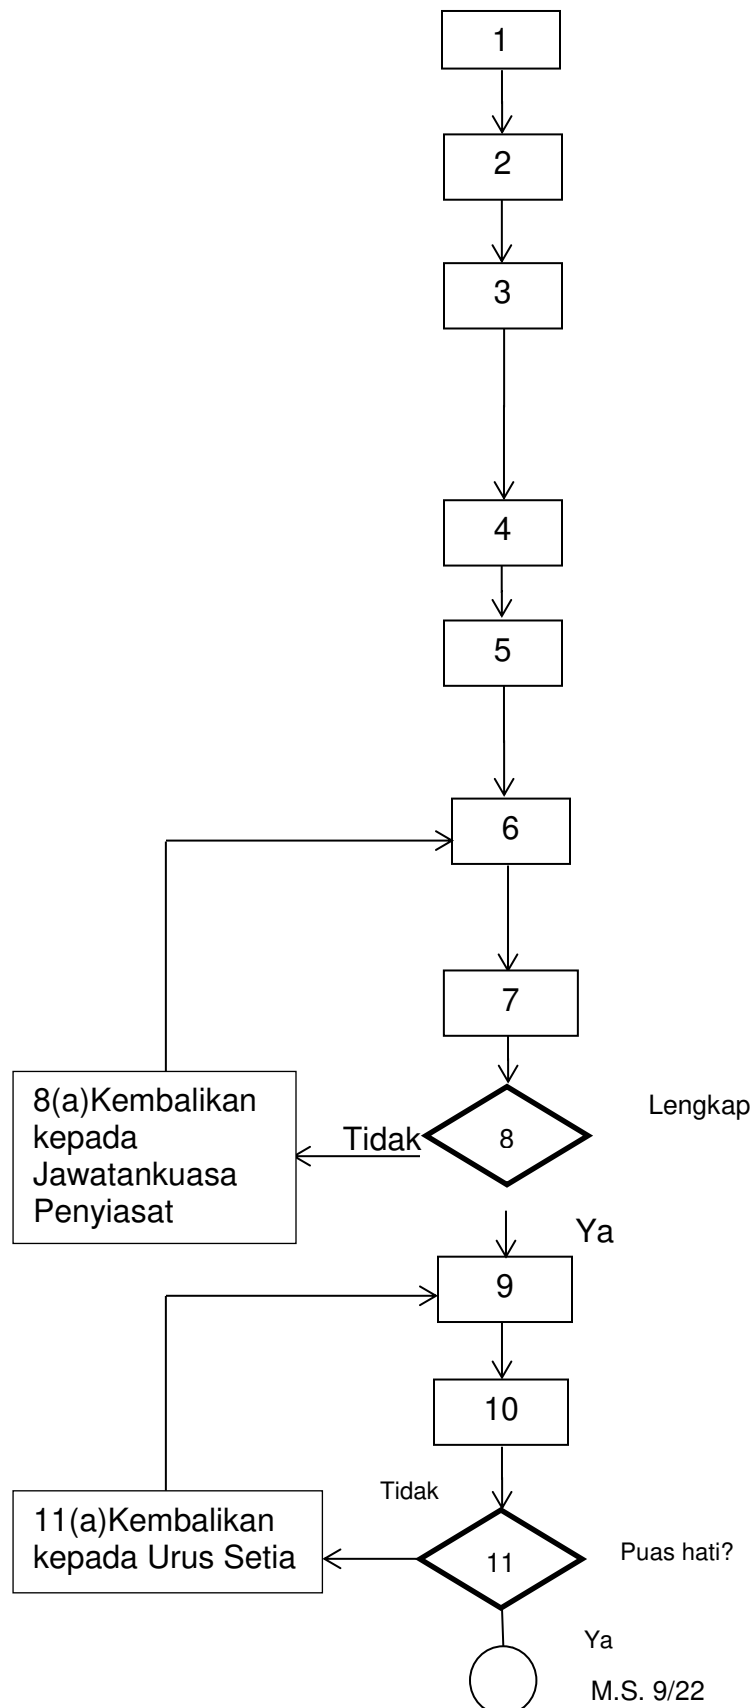 1
2
3
4
5
6
7
8(a)Kembalikan
kepada
Jawatankuasa
Penyiasat
Tidak
8
Lengkap
Ya
9
10
Tidak
11(a)Kembalikan
kepada Urus Setia
11
Puas hati?
Ya
M.S. 9/22